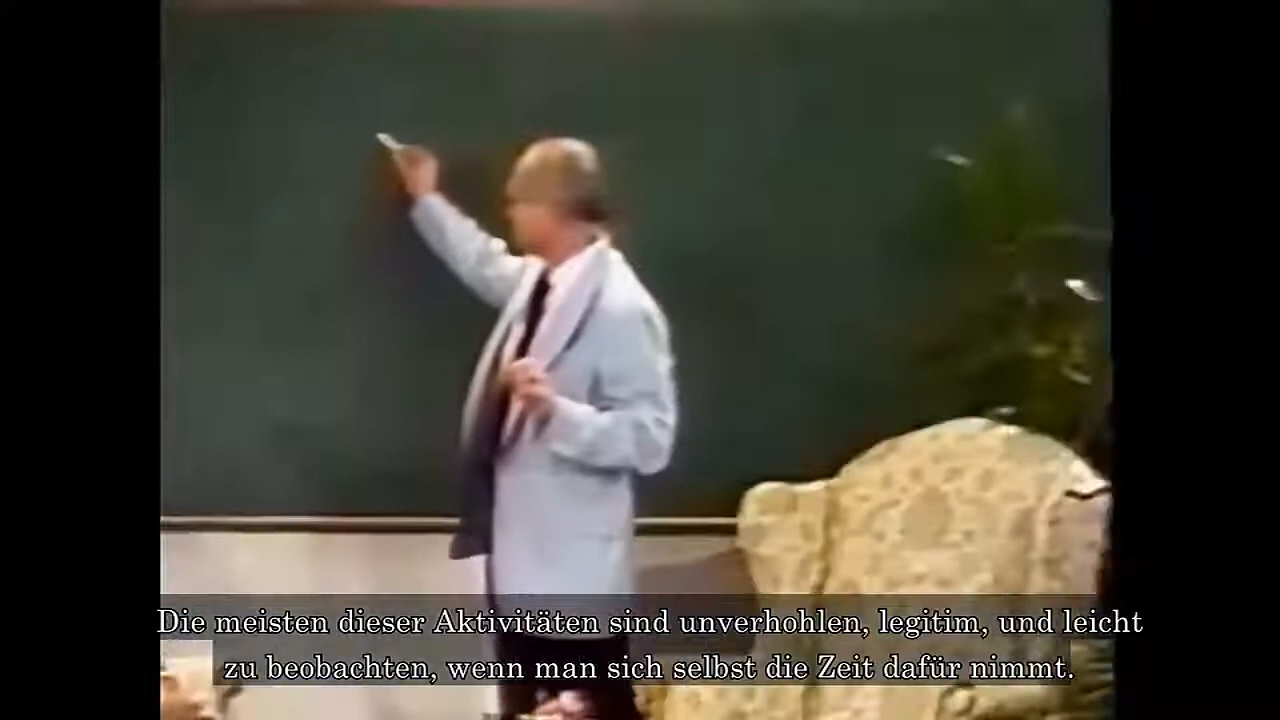 Die meisten dieser Aktivitäten sind unverhohlen, legitim, und leicht
zu beobachten, wenn man sich selbst die Zeit dafür nimmt.